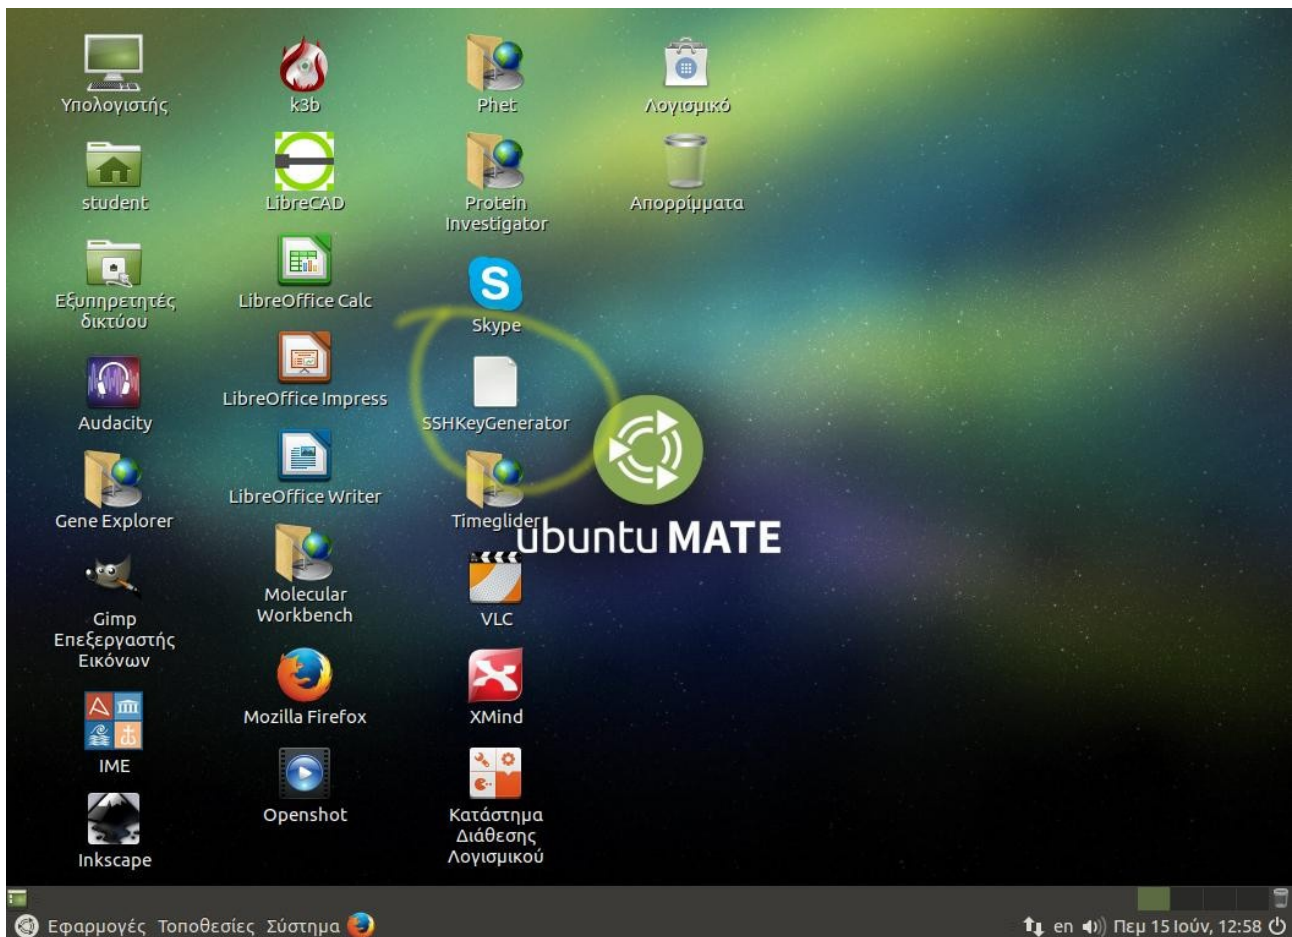 Υπολογιστής
student
Εξυπηρετητές
δικτύου
Audacity
Gene Explorer
Gimp
Επεξεργαστής
Εικόνων
IME
Inkscape
k3b
LibreCAD
LibreOffice Calc
LibreOffice Impress
LibreOffice Writer
Molecular
Workbench
Mozilla Firefox
Openshot
Phet
Protein
Investigator
S
Skype
SSHKeyGenerator
Timeglider
VLC
XMind
Κατάστημα
Διάθεσης
Λογισμικού
Λογισμικό
Απορρίμματα
ubuntu MATE
Εφαρμογές Τοποθεσίες Σύστημα
en Πεμ 15 Ιούν, 12:58